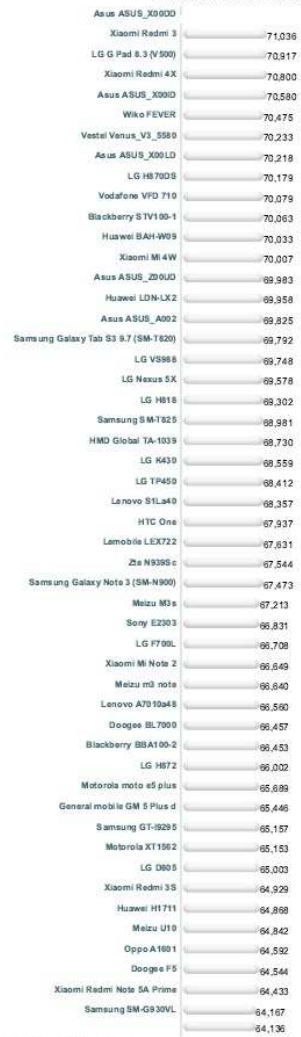 Asus ASUS_X00DD
Xiaomi Redmi 3 71,036
LG G Pad 8.3 (V500) 70,917
Xiaomi Redmi 4X 70,800
Asus ASUS_X00ID 70,580
Wiko FEVER 70,475
Vestel Venus_V3_5580 70,233
Asus ASUS_X00LD 70,218
LG H870DS 70,179
Vodafone VFD 710 70,079
Blackberry STV100-1 70,063
Huawei BAH-W09 70,033
Xiaomi MI 4W 70,007
Asus ASUS_Z00UD 69,983
Huawei LDN-LX2 69,958
Asus ASUS_A002 69,825
Samsung Galaxy Tab S3 9.7 (SM-T820) 69,792
LG VS988 69,748
LG Nexus 5X 69,578
LG H818 69,302
Samsung SM-T825 68,981
HMD Global TA-1039 68,730
LG K430 68,559
LG TP450 68,412
Lenovo S1La40 68,357
HTC One 67,937
Lemobile LEX722 67,631
Zte N939Sc 67,544
Samsung Galaxy Note 3 (SM-N900) 67,473
Meizu M3s 67,213
Sony E2303 66,831
LG F700L 66,708
Xiaomi Mi Note 2 66,649
Meizu m3 note 66,640
Lenovo A7010a48 66,560
Doogee BL7000 66,457
Blackberry BBA100-2 66,453
LG H872 66,002
Motorola moto e5 plus 65,689
General mobile GM 5 Plus d 65,446
Samsung GT-I9295 65,157
Motorola XT1562 65,153
LG D605 65,003
Xiaomi Redmi 3S 64,929
Huawei H1711 64,868
Meizu U10 64,842
Oppo A1601 64,592
Doogee F5 64,544
Xiaomi Redmi Note 5A Prime 64,433
Samsung SM-G930VL 64,167
64,136